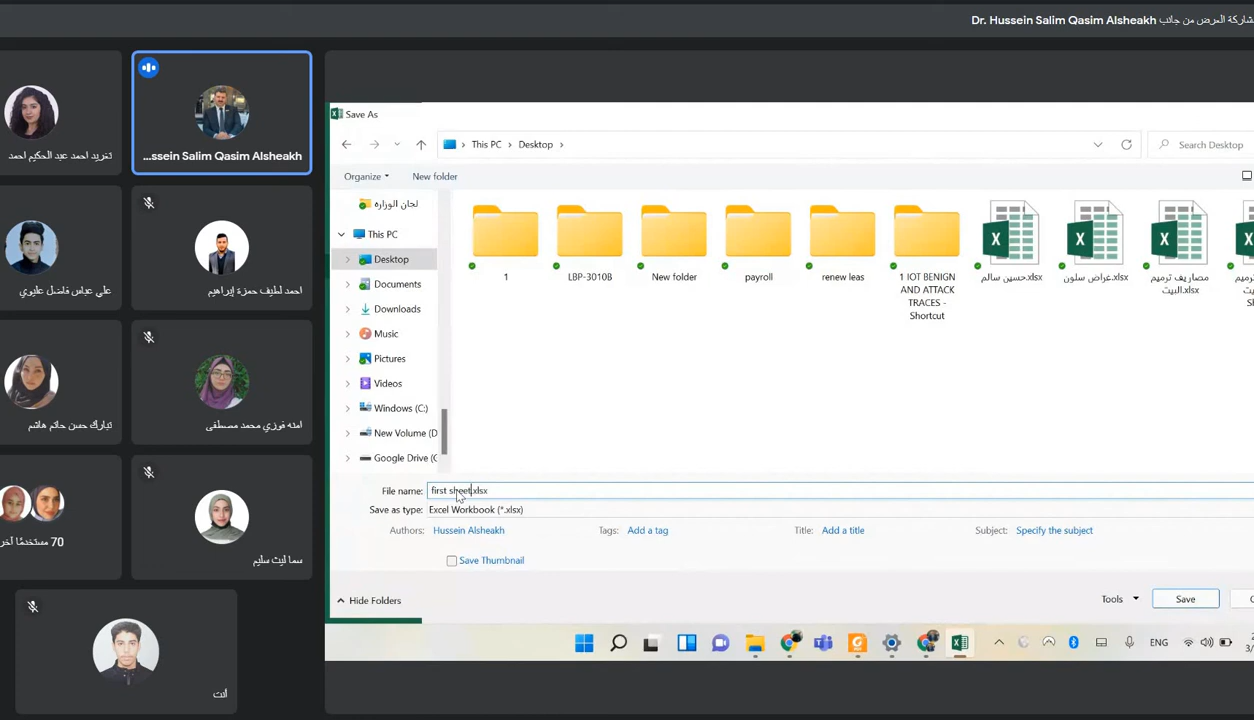 Dr. Hussein Salim Qasim Alsheakh مشاركة العرض من جانب
تغريد احمد عبد الحكيم احمد
...ssein Salim Qasim Alsheakh
علي عباس فاضل عليوي
احمد لطيف حمزة إبراهيم
تبارك حسن حاتم هاشم
امنه فوزي محمد مصطفى
70 مستخدمًا آخر
سما ليث سليم
انت
Save As
This PC
Desktop
Search Desktop
Organize
New folder
لجان الوزاره
This PC
Desktop
Documents
Downloads
Music
Pictures
Videos
Windows (C:)
New Volume (D
Google Drive (G
1
LBP-3010B
New folder
payroll
renew leas
1 IOT BENIGN
AND ATTACK
TRACES -
Shortcut
حسين سالم.xlsx
عراض سلون.xlsx
مصاريف ترميم
البيت.xlsx
File name:
first sheet.xlsx
Save as type:
Excel Workbook (*.xlsx)
Authors:
Hussein Alsheakh
Tags:
Add a tag
Title:
Add a title
Subject:
Specify the subject
Save Thumbnail
Hide Folders
Tools
Save
ENG